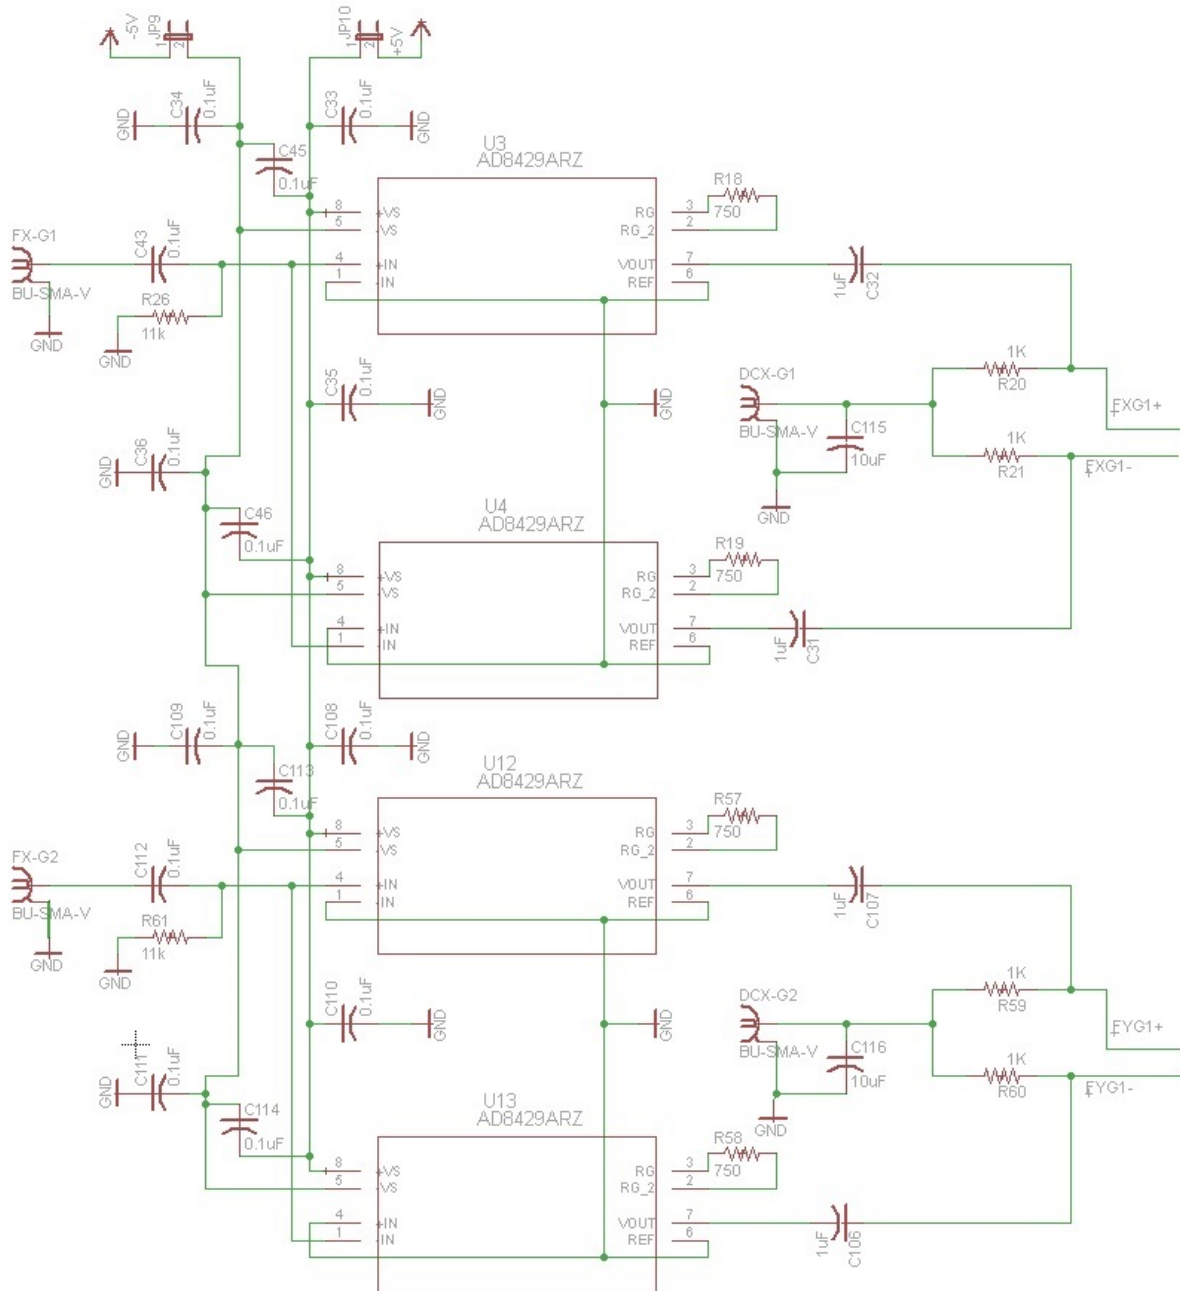 -5V
JP9
1
2
JP10
1
2
+5V
C34
0.1uF
GND
C33
0.1uF
GND
C45
0.1uF
U3
AD8429ARZ
8
+VS
5
-VS
4
+IN
1
-IN
RG
3
RG_2
2
VOUT
7
REF
6
R18
750
FX-G1
BU-SMA-V
GND
C43
0.1uF
R26
11k
GND
1uF
C32
C35
0.1uF
GND
GND
DCX-G1
BU-SMA-V
C115
10uF
GND
1K
R20
1K
R21
FXG1+
FXG1-
GND
C36
0.1uF
C46
0.1uF
U4
AD8429ARZ
8
+VS
5
-VS
4
+IN
1
-IN
RG
3
RG_2
2
VOUT
7
REF
6
R19
750
1uF
C31
GND
C109
0.1uF
C108
0.1uF
GND
C113
0.1uF
U12
AD8429ARZ
8
+VS
5
-VS
4
+IN
1
-IN
RG
3
RG_2
2
VOUT
7
REF
6
R57
750
FX-G2
BU-SMA-V
GND
C112
0.1uF
R61
11k
GND
1uF
C107
C110
0.1uF
GND
GND
DCX-G2
BU-SMA-V
C116
10uF
GND
1K
R59
1K
R60
FYG1+
FYG1-
GND
C111
0.1uF
C114
0.1uF
U13
AD8429ARZ
8
+VS
5
-VS
4
+IN
1
-IN
RG
3
RG_2
2
VOUT
7
REF
6
R58
750
1uF
C106